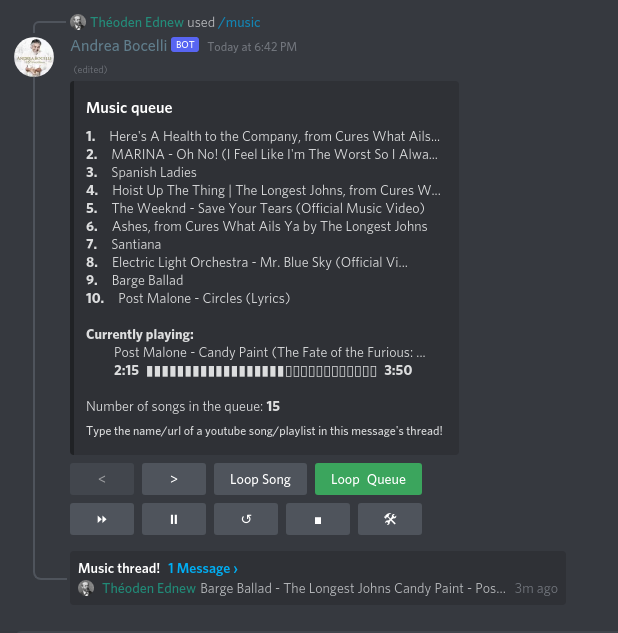 Théoden Ednew used /music
Andrea Bocelli BOT Today at 6:42 PM
(edited)
Music queue
1. Here's A Health to the Company, from Cures What Ails...
2. MARINA - Oh No! (I Feel Like I'm The Worst So I Alwa...
3. Spanish Ladies
4. Hoist Up The Thing | The Longest Johns, from Cures W...
5. The Weeknd - Save Your Tears (Official Music Video)
6. Ashes, from Cures What Ails Ya by The Longest Johns
7. Santiana
8. Electric Light Orchestra - Mr. Blue Sky (Official Vi...
9. Barge Ballad
10. Post Malone - Circles (Lyrics)
Currently playing:
Post Malone - Candy Paint (The Fate of the Furious: ...
2:15 3:50
Number of songs in the queue: 15
Type the name/url of a youtube song/playlist in this message's thread!
< > Loop Song Loop Queue
Music thread! 1 Message ›
Théoden Ednew Barge Ballad - The Longest Johns Candy Paint - Pos... 3m ago